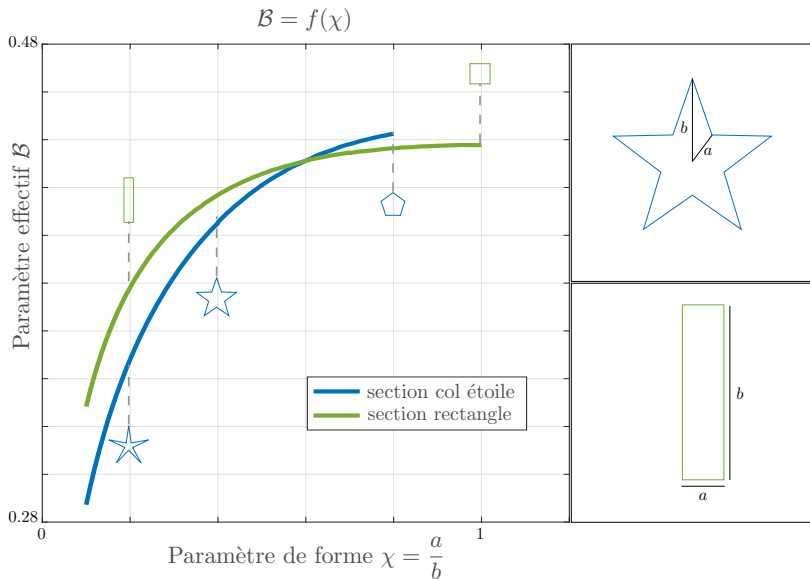 ℬ = f(χ)
0.48
Paramètre effectif ℬ
section col étoile
section rectangle
0.28
0
1
Paramètre de forme χ = a/b
b
a
b
a